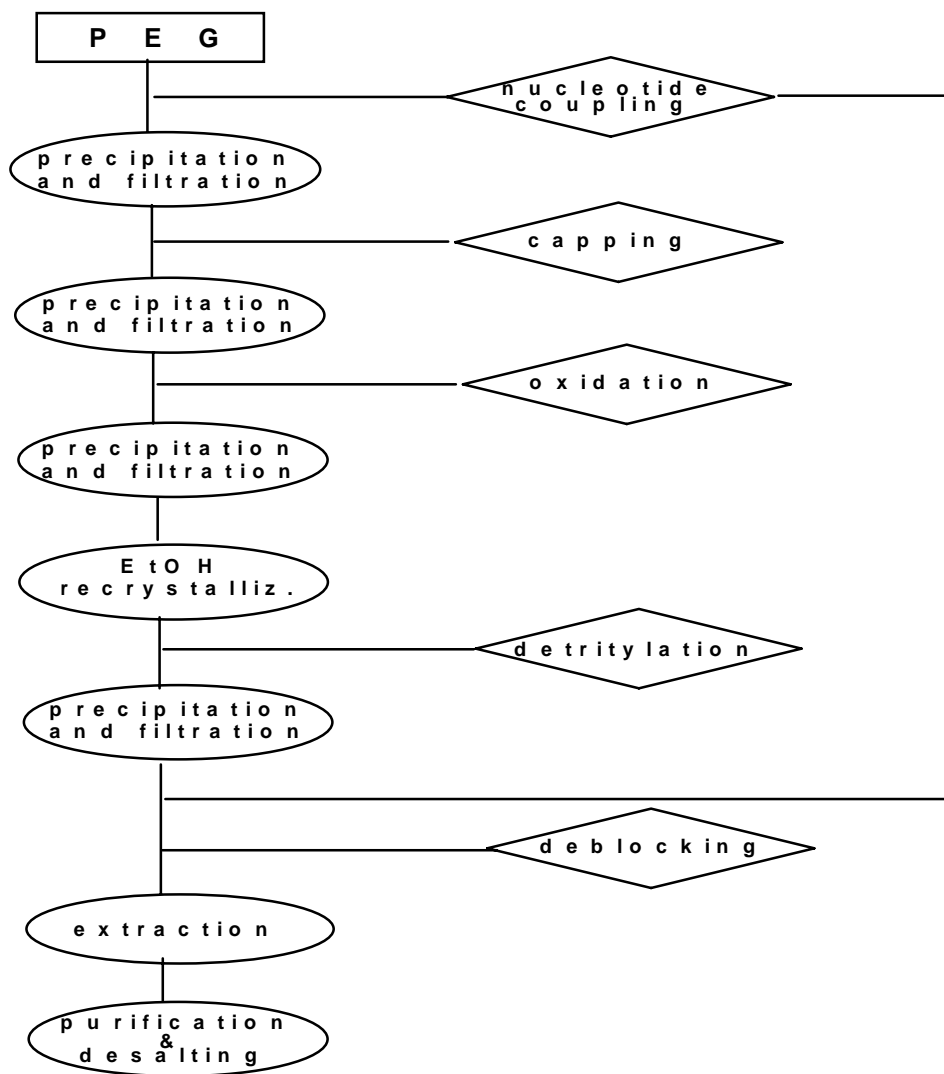 PEG
nucleotide
coupling
precipitation
and filtration
capping
precipitation
and filtration
oxidation
precipitation
and filtration
EtOH
recrystalliz.
detritylation
precipitation
and filtration
deblocking
extraction
purification
&
desalting